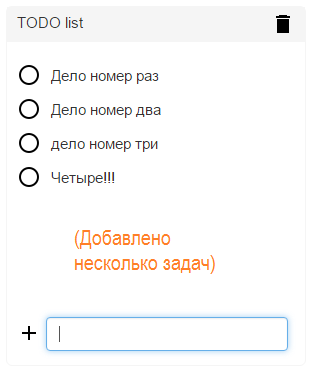 TODO list
Дело номер раз
Дело номер два
дело номер три
Четыре!!!
(Добавлено
несколько задач)